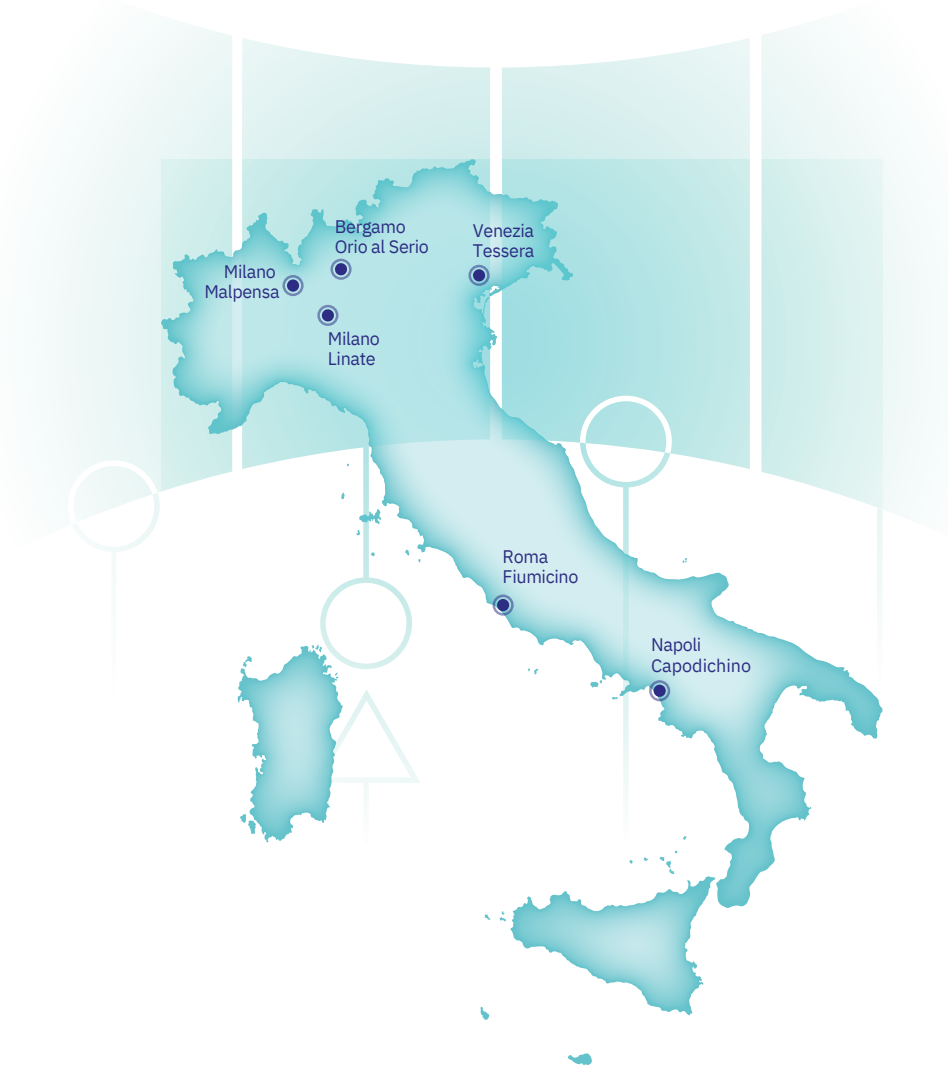 Bergamo
Orio al Serio
Venezia
Tessera
Milano
Malpensa
Milano
Linate
Roma
Fiumicino
Napoli
Capodichino